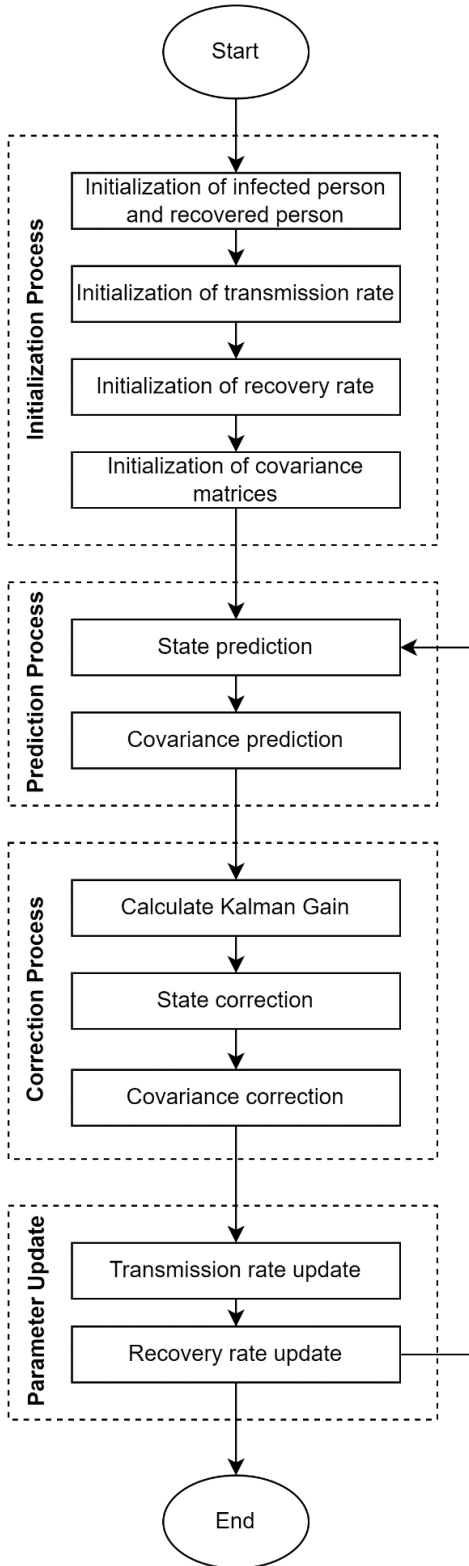 Start
Initialization Process
Initialization of infected person
and recovered person
Initialization of transmission rate
Initialization of recovery rate
Initialization of covariance
matrices
Prediction Process
State prediction
Covariance prediction
Correction Process
Calculate Kalman Gain
State correction
Covariance correction
Parameter Update
Transmission rate update
Recovery rate update
End